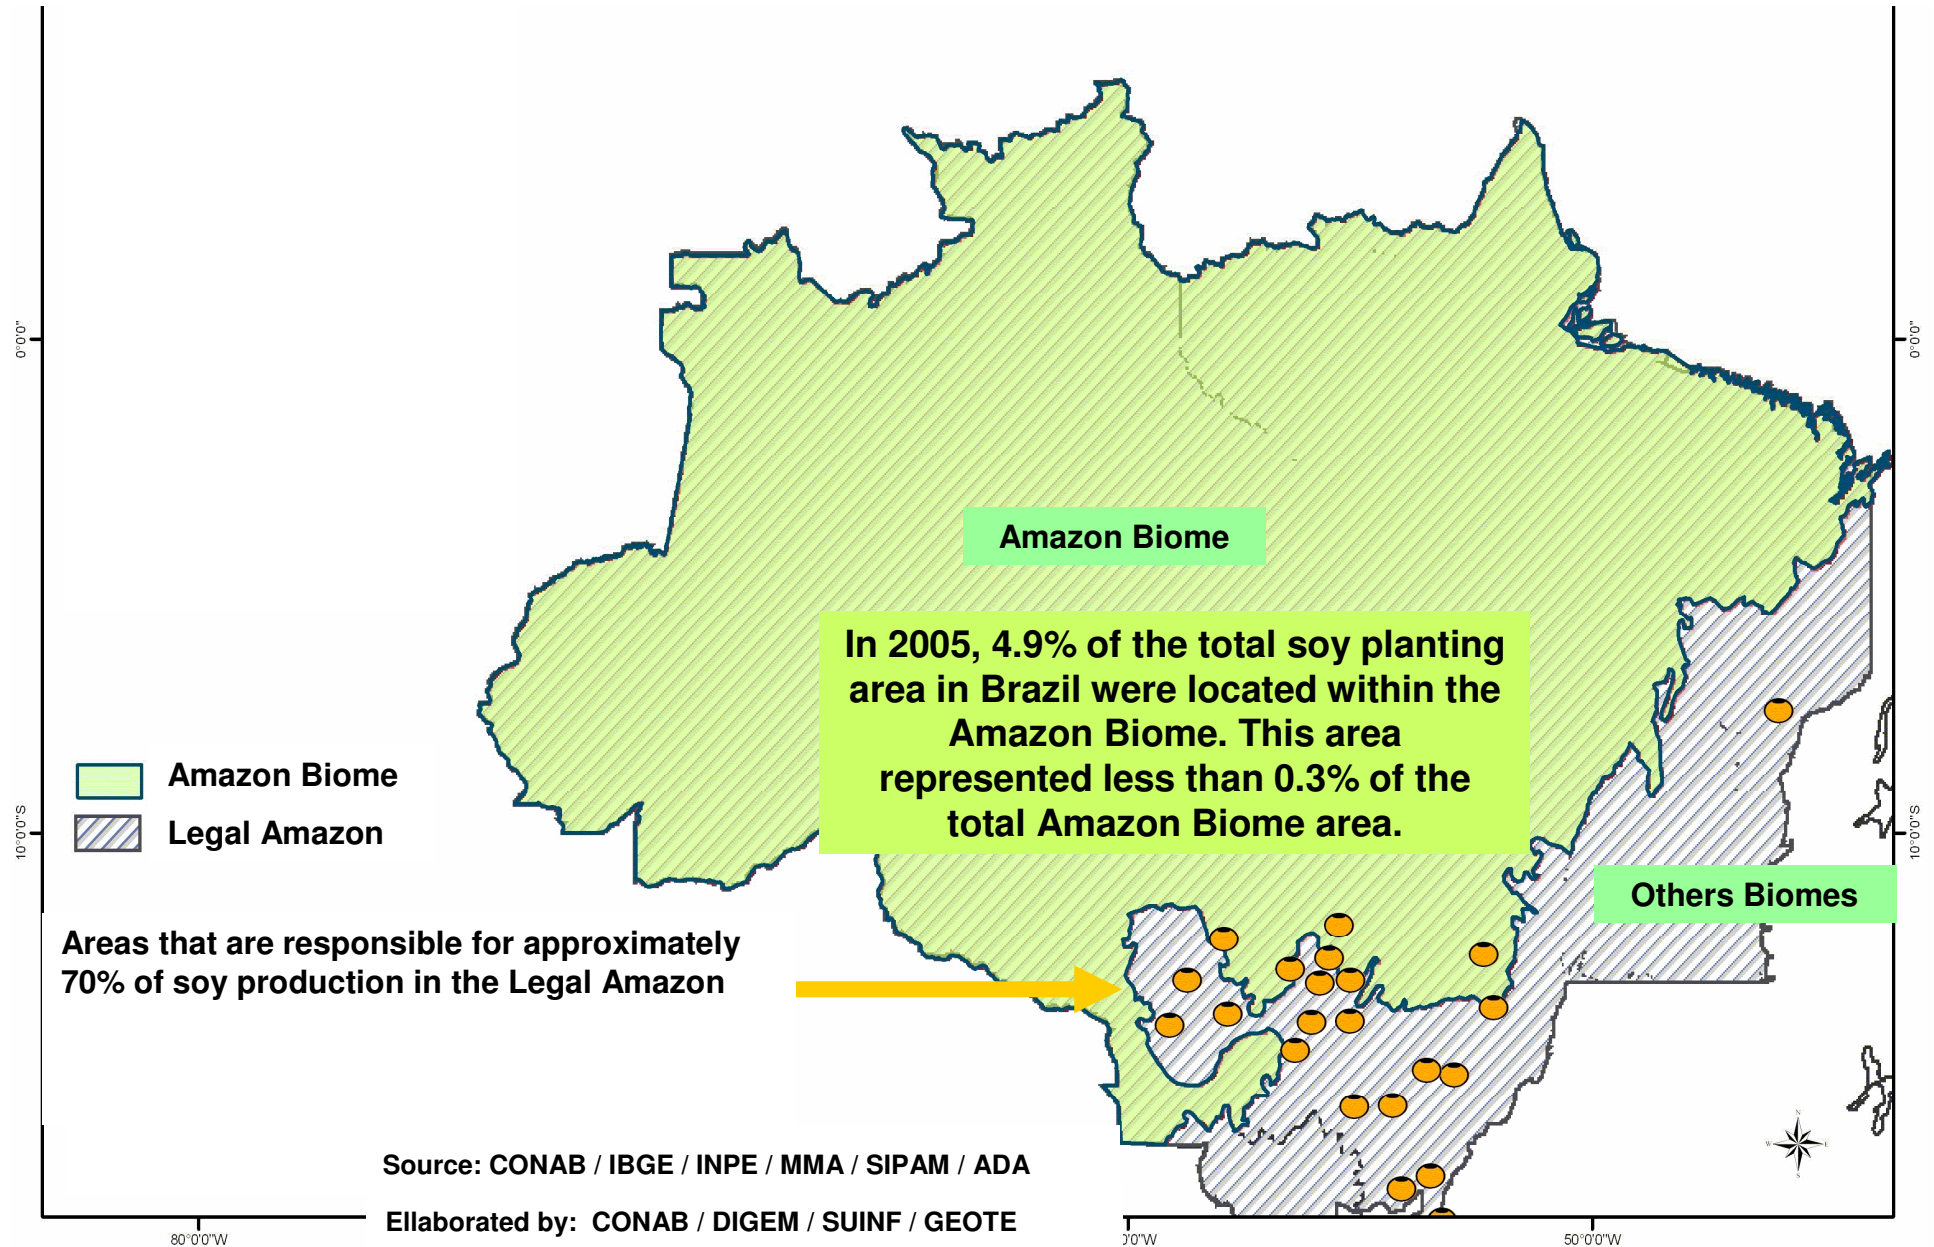 0°0'0"
0°0'0"
Amazon Biome
In 2005, 4.9% of the total soy planting
area in Brazil were located within the
Amazon Biome. This area
represented less than 0.3% of the
total Amazon Biome area.
Amazon Biome
Legal Amazon
10°0'0"S
10°0'0"S
Others Biomes
Areas that are responsible for approximately
70% of soy production in the Legal Amazon
N
W
E
S
Source: CONAB / IBGE / INPE / MMA / SIPAM / ADA
Ellaborated by: CONAB / DIGEM / SUINF / GEOTE
80°0'0"W
0'0"W
50°0'0"W